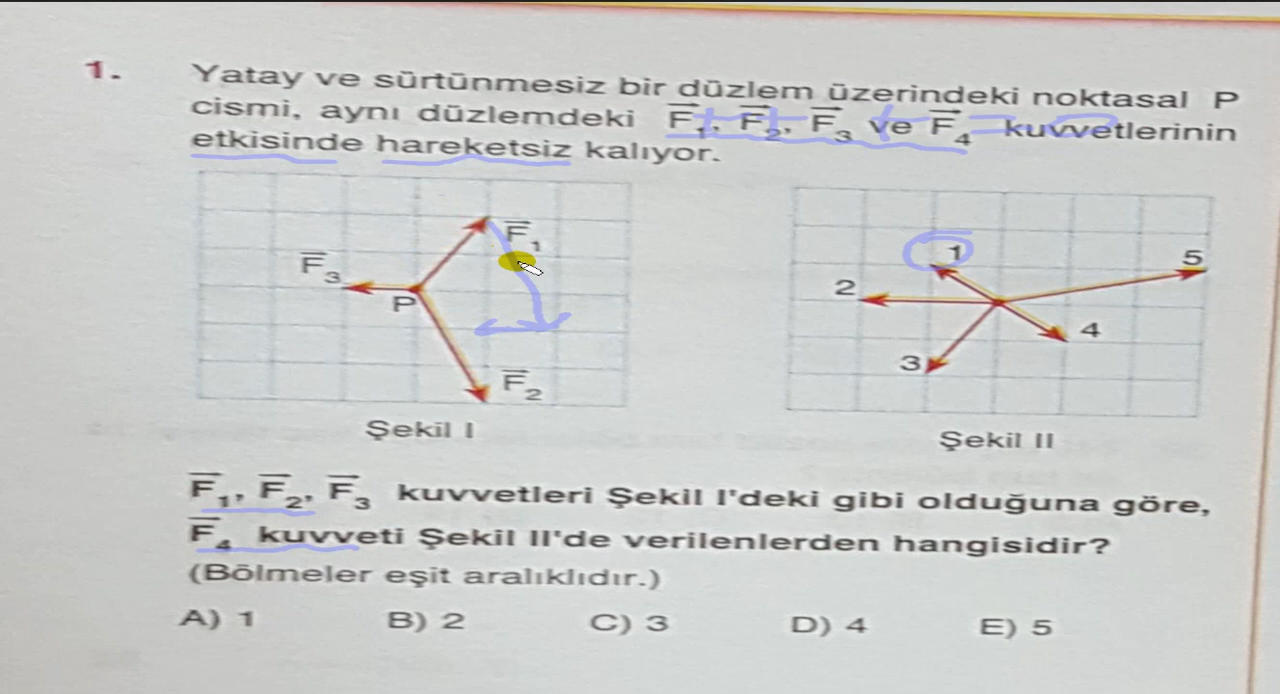 1. Yatay ve sürtünmesiz bir düzlem üzerindeki noktasal P
cismi, aynı düzlemdeki F₁, F₂, F₃ ve F₄ kuvvetlerinin
etkisinde hareketsiz kalıyor.
F₁
F₃
P
F₂
Şekil I
1
5
2
4
3
Şekil II
F₁, F₂, F₃ kuvvetleri Şekil I'deki gibi olduğuna göre,
F₄ kuvveti Şekil II'de verilenlerden hangisidir?
(Bölmeler eşit aralıklıdır.)
A) 1 B) 2 C) 3 D) 4 E) 5